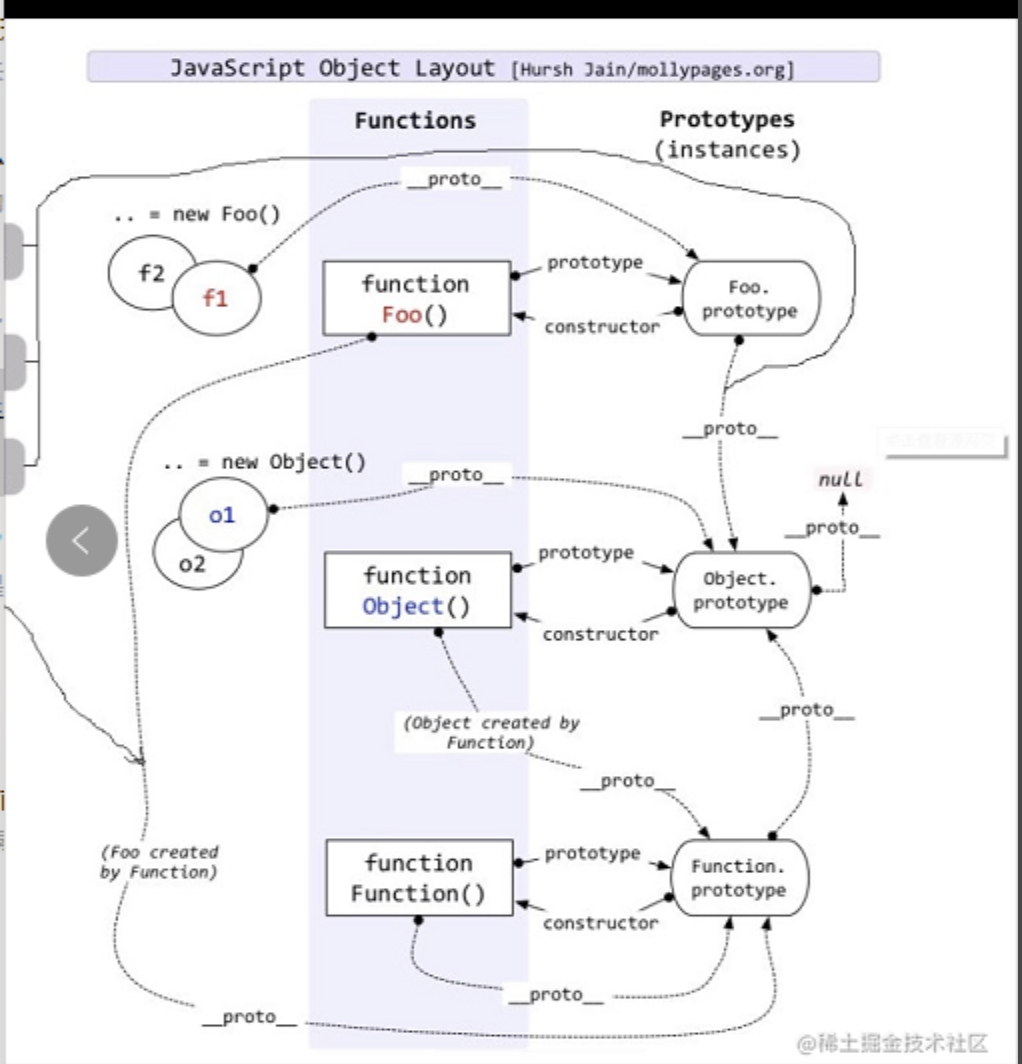 JavaScript Object Layout [Hursh Jain/mollypages.org]
Functions
Prototypes
(instances)
__proto__
.. = new Foo()
f2
f1
function
Foo()
prototype
constructor
Foo.
prototype
__proto__
.. = new Object()
__proto__
null
__proto__
o1
o2
function
Object()
prototype
constructor
Object.
prototype
(Object created by
Function)
__proto__
__proto__
(Foo created
by Function)
function
Function()
prototype
constructor
Function.
prototype
__proto__
__proto__
@稀土掘金技术社区